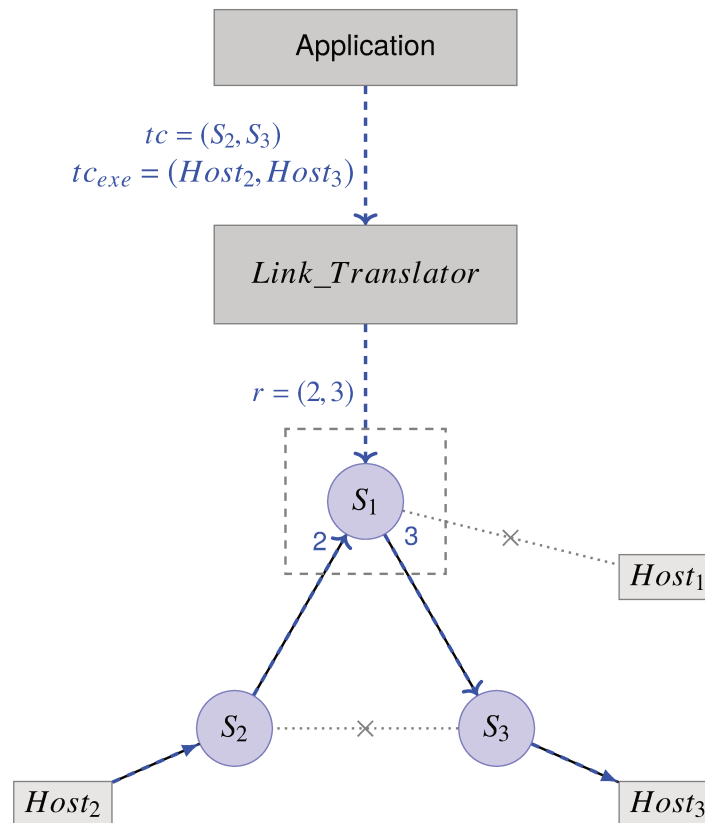 Application
tc = (S₂, S₃)
tcₑₓₑ = (Host₂, Host₃)
Link_Translator
r = (2, 3)
S₁
2
3
Host₁
S₂
S₃
Host₂
Host₃